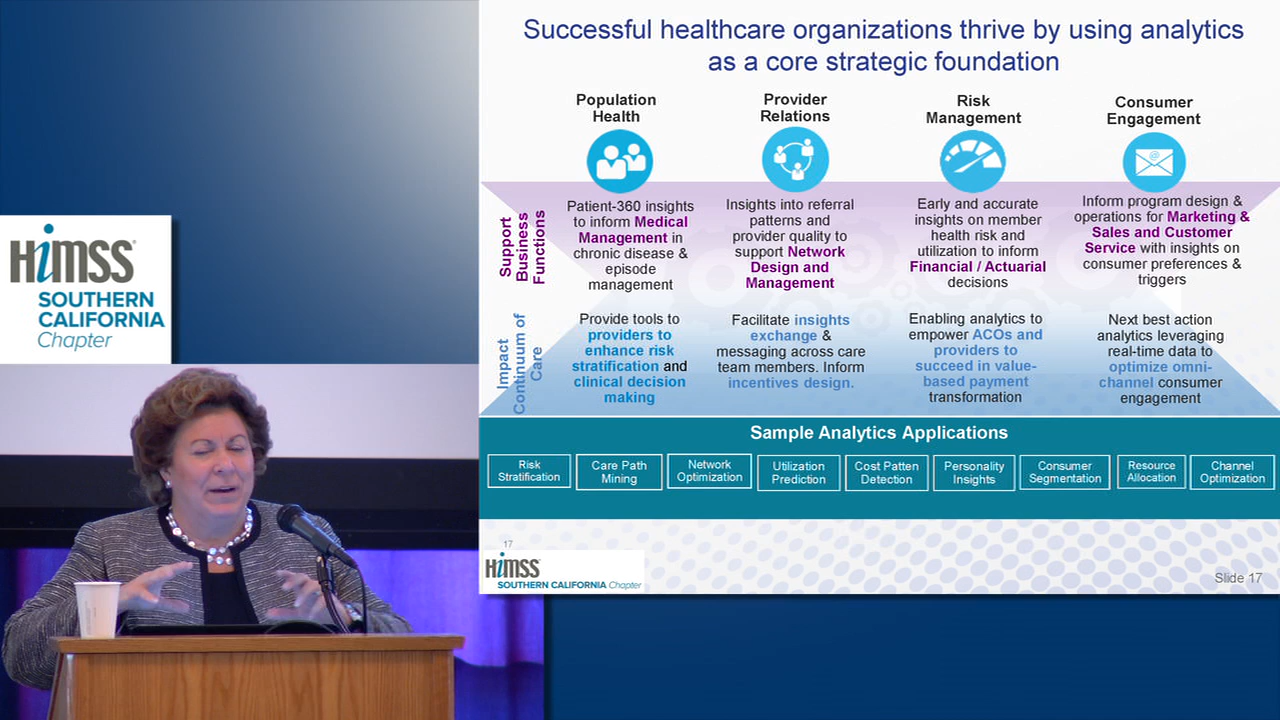 Successful healthcare organizations thrive by using analytics
as a core strategic foundation
Population
Health
Provider
Relations
Risk
Management
Consumer
Engagement
@
Support
Business
Functions
Patient-360 insights
to inform Medical
Management in
chronic disease &
episode
management
Insights into referral
patterns and
provider quality to
support Network
Design and
Management
Early and accurate
insights on member
health risk and
utilization to inform
Financial / Actuarial
decisions
Inform program design &
operations for Marketing &
Sales and Customer
Service with insights on
consumer preferences &
triggers
Impact
Continuum of
Care
Provide tools to
providers to
enhance risk
stratification and
clinical decision
making
Facilitate insights
exchange &
messaging across care
team members. Inform
incentives design.
Enabling analytics to
empower ACOs and
providers to
succeed in value-
based payment
transformation
Next best action
analytics leveraging
real-time data to
optimize omni-
channel consumer
engagement
Sample Analytics Applications
Risk
Stratification
Care Path
Mining
Network
Optimization
Utilization
Prediction
Cost Patten
Detection
Personality
Insights
Consumer
Segmentation
Resource
Allocation
Channel
Optimization
17
HiMSS
SOUTHERN CALIFORNIA Chapter
Slide 17
HiMSS
SOUTHERN
CALIFORNIA
Chapter